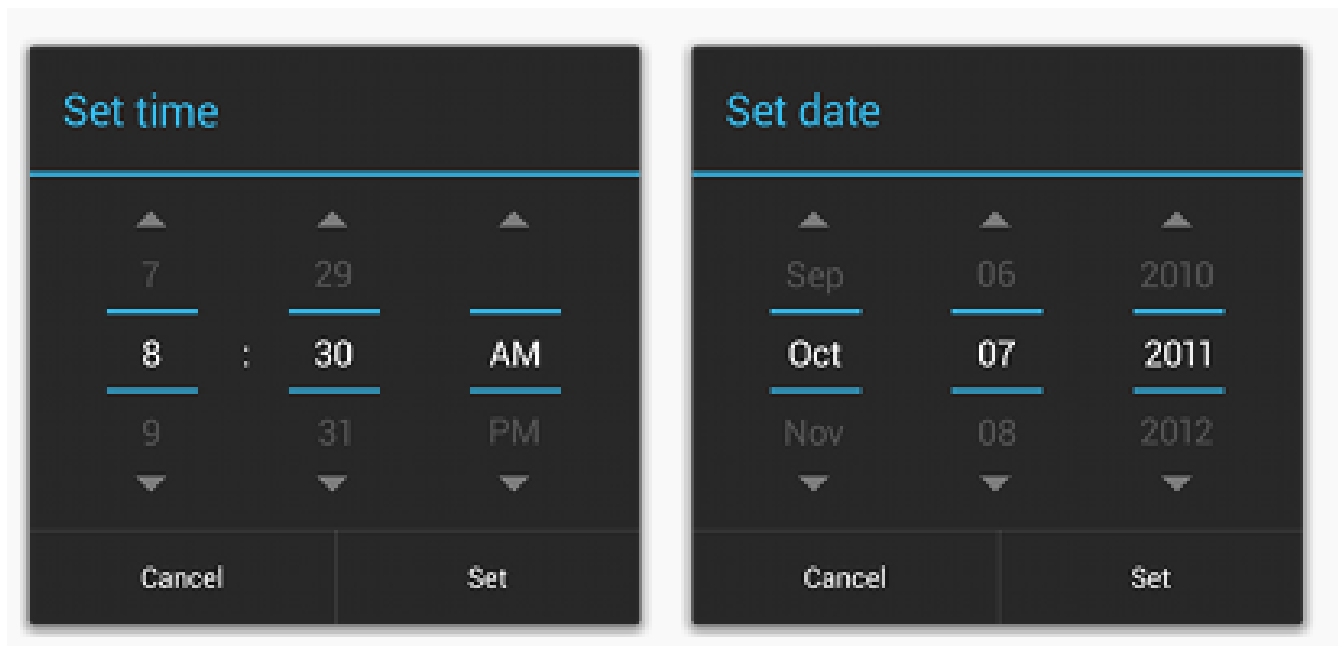 Set time
7 29
8 : 30 AM
9 31 PM
Cancel Set
Set date
Sep 06 2010
Oct 07 2011
Nov 08 2012
Cancel Set